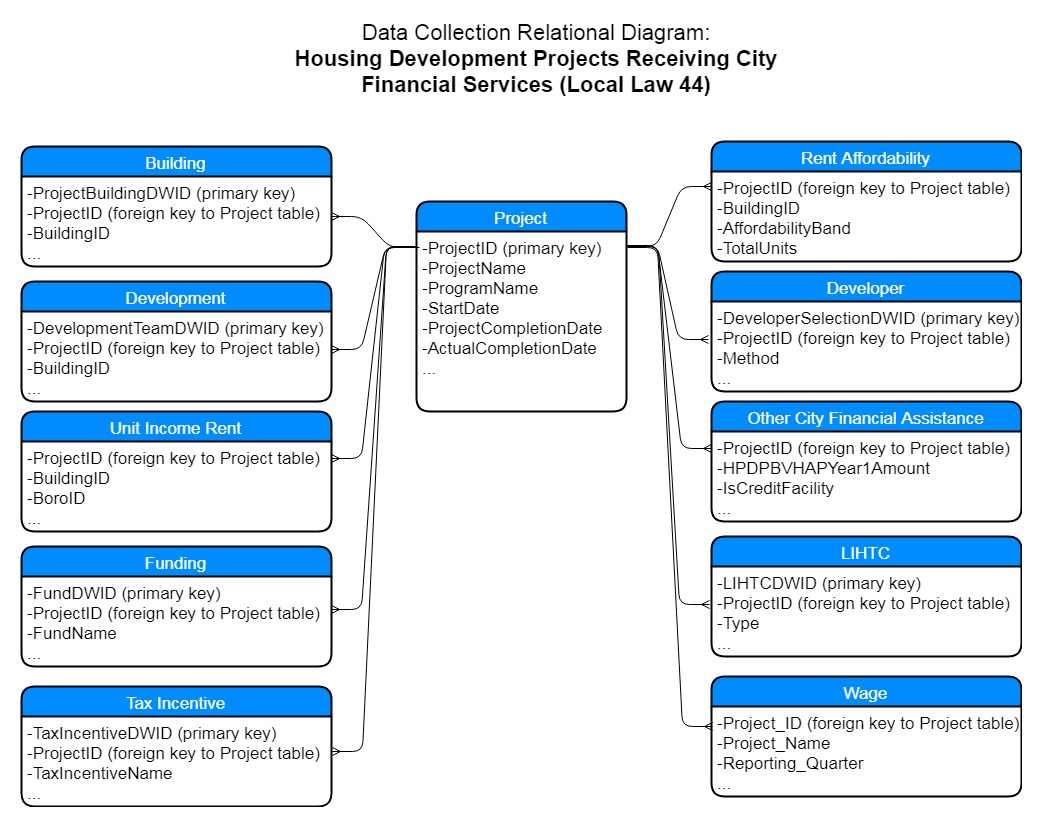 Data Collection Relational Diagram:
Housing Development Projects Receiving City
Financial Services (Local Law 44)
Building
-ProjectBuildingDWID (primary key)
-ProjectID (foreign key to Project table)
-BuildingID
...
Development
-DevelopmentTeamDWID (primary key)
-ProjectID (foreign key to Project table)
-BuildingID
...
Unit Income Rent
-ProjectID (foreign key to Project table)
-BuildingID
-BoroID
...
Funding
-FundDWID (primary key)
-ProjectID (foreign key to Project table)
-FundName
...
Tax Incentive
-TaxIncentiveDWID (primary key)
-ProjectID (foreign key to Project table)
-TaxIncentiveName
...
Project
-ProjectID (primary key)
-ProjectName
-ProgramName
-StartDate
-ProjectCompletionDate
-ActualCompletionDate
...
Rent Affordability
-ProjectID (foreign key to Project table)
-BuildingID
-AffordabilityBand
-TotalUnits
Developer
-DeveloperSelectionDWID (primary key)
-ProjectID (foreign key to Project table)
-Method
...
Other City Financial Assistance
-ProjectID (foreign key to Project table)
-HPDPBVHAPYear1Amount
-IsCreditFacility
...
LIHTC
-LIHTCDWID (primary key)
-ProjectID (foreign key to Project table)
-Type
...
Wage
-Project_ID (foreign key to Project table)
-Project_Name
-Reporting_Quarter
...